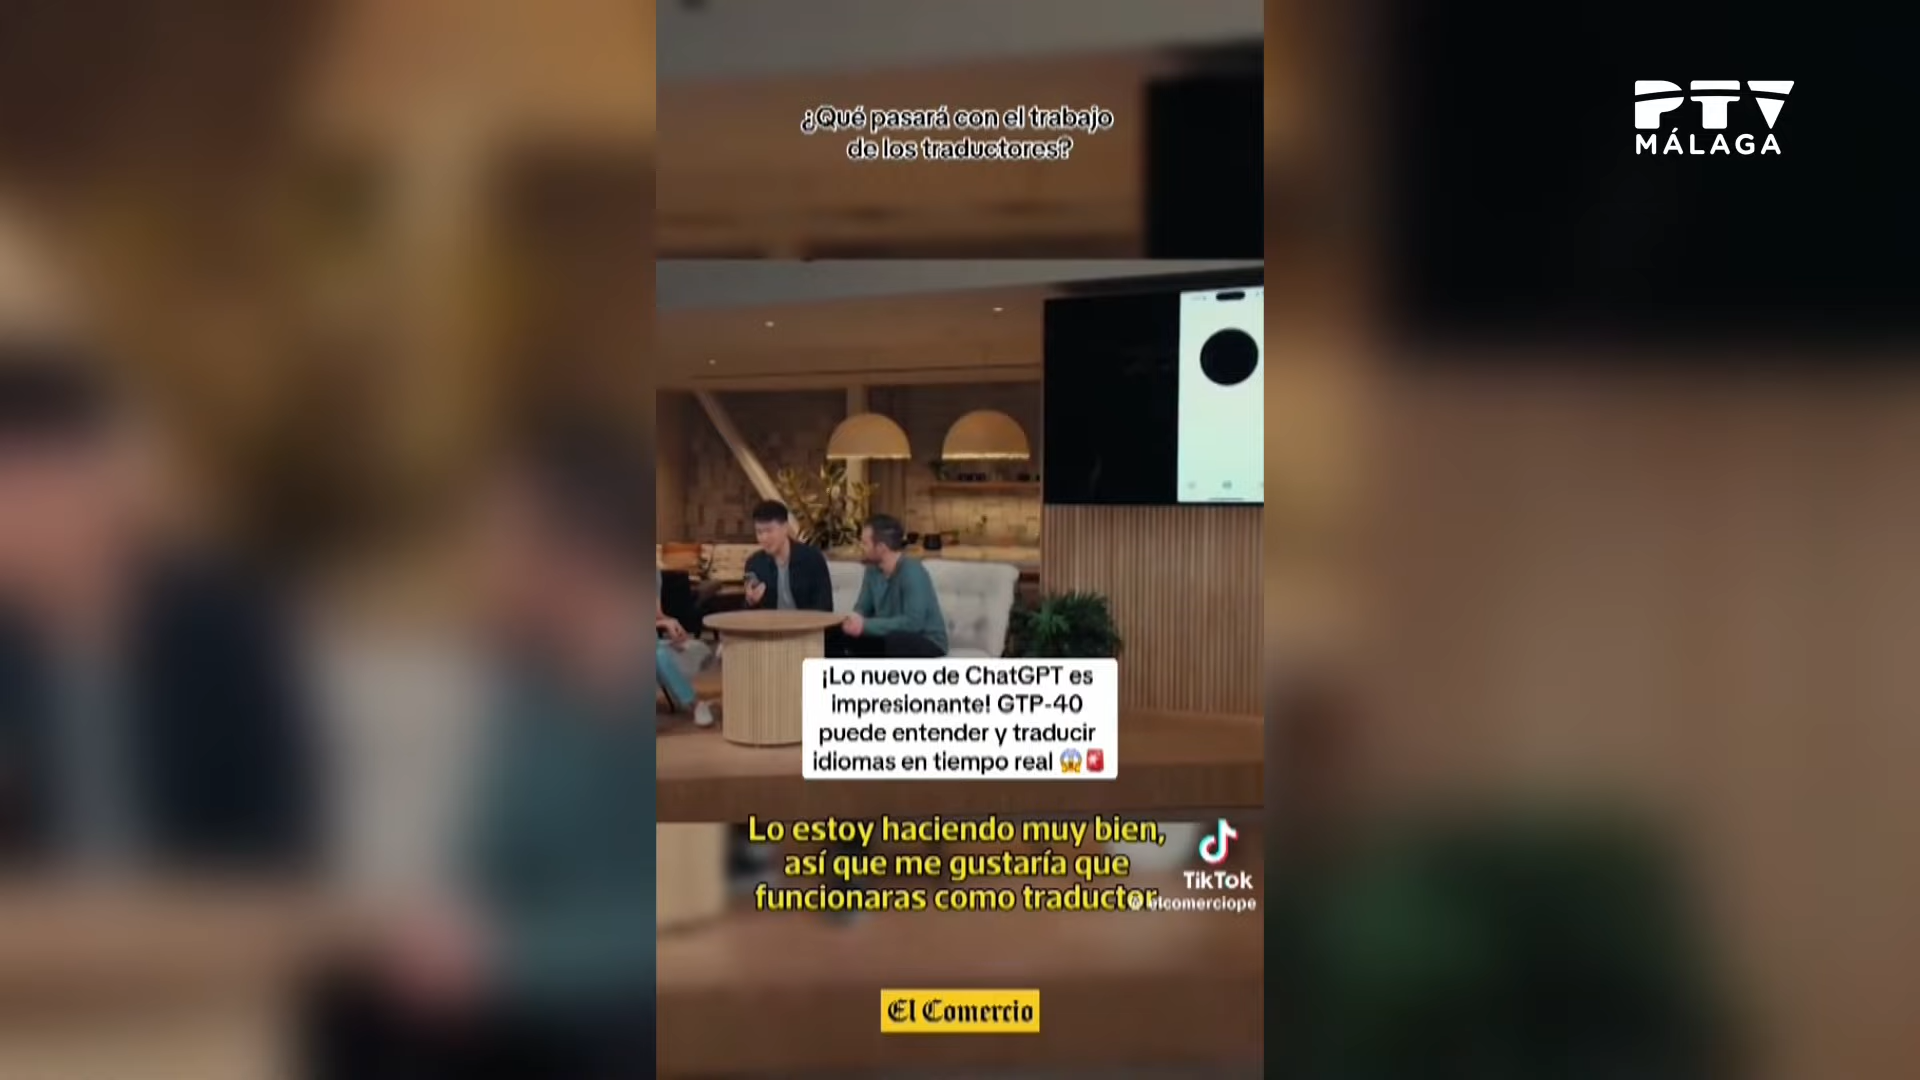 ¿Qué pasará con el trabajo
de los traductores?
PTV
MÁLAGA
¡Lo nuevo de ChatGPT es
impresionante! GTP-40
puede entender y traducir
idiomas en tiempo real 😱🚨
Lo estoy haciendo muy bien,
así que me gustaría que
funcionaras como traductor.
TikTok
@elcomerciope
El Comercio